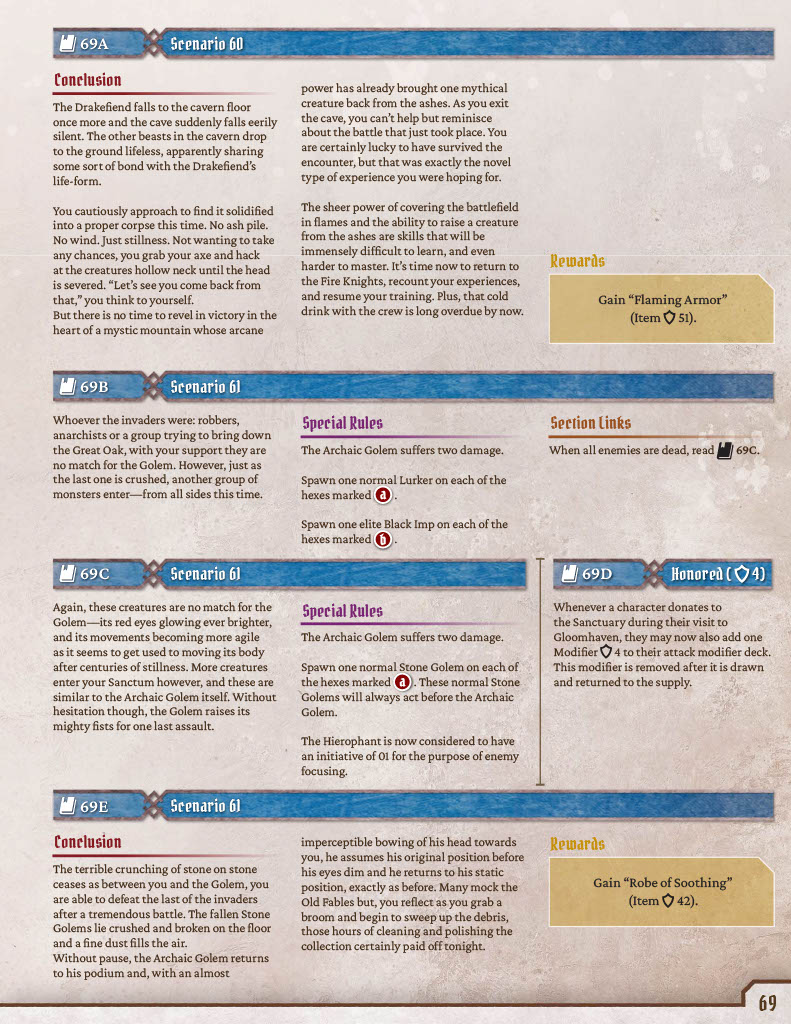 69A
Scenario 60
Conclusion
The Drakefiend falls to the cavern floor
once more and the cave suddenly falls eerily
silent. The other beasts in the cavern drop
to the ground lifeless, apparently sharing
some sort of bond with the Drakefiend's
life-form.
You cautiously approach to find it solidified
into a proper corpse this time. No ash pile.
No wind. Just stillness. Not wanting to take
any chances, you grab your axe and hack
at the creatures hollow neck until the head
is severed. "Let's see you come back from
that," you think to yourself.
But there is no time to revel in victory in the
heart of a mystic mountain whose arcane
power has already brought one mythical
creature back from the ashes. As you exit
the cave, you can't help but reminisce
about the battle that just took place. You
are certainly lucky to have survived the
encounter, but that was exactly the novel
type of experience you were hoping for.
The sheer power of covering the battlefield
in flames and the ability to raise a creature
from the ashes are skills that will be
immensely difficult to learn, and even
harder to master. It's time now to return to
the Fire Knights, recount your experiences,
and resume your training. Plus, that cold
drink with the crew is long overdue by now.
Rewards
Gain "Flaming Armor"
(Item 51).
69B
Scenario 61
Whoever the invaders were: robbers,
anarchists or a group trying to bring down
the Great Oak, with your support they are
no match for the Golem. However, just as
the last one is crushed, another group of
monsters enter—from all sides this time.
Special Rules
The Archaic Golem suffers two damage.
Spawn one normal Lurker on each of the
hexes marked a.
Spawn one elite Black Imp on each of the
hexes marked b.
Section Links
When all enemies are dead, read 69C.
69C
Scenario 61
Again, these creatures are no match for the
Golem—its red eyes glowing ever brighter,
and its movements becoming more agile
as it seems to get used to moving its body
after centuries of stillness. More creatures
enter your Sanctum however, and these are
similar to the Archaic Golem itself. Without
hesitation though, the Golem raises its
mighty fists for one last assault.
Special Rules
The Archaic Golem suffers two damage.
Spawn one normal Stone Golem on each of
the hexes marked a. These normal Stone
Golems will always act before the Archaic
Golem.
The Hierophant is now considered to have
an initiative of 01 for the purpose of enemy
focusing.
69D
Honored ( 4)
Whenever a character donates to
the Sanctuary during their visit to
Gloomhaven, they may now also add one
Modifier 4 to their attack modifier deck.
This modifier is removed after it is drawn
and returned to the supply.
69E
Scenario 61
Conclusion
The terrible crunching of stone on stone
ceases as between you and the Golem, you
are able to defeat the last of the invaders
after a tremendous battle. The fallen Stone
Golems lie crushed and broken on the floor
and a fine dust fills the air.
Without pause, the Archaic Golem returns
to his podium and, with an almost
imperceptible bowing of his head towards
you, he assumes his original position before
his eyes dim and he returns to his static
position, exactly as before. Many mock the
Old Fables but, you reflect as you grab a
broom and begin to sweep up the debris,
those hours of cleaning and polishing the
collection certainly paid off tonight.
Rewards
Gain "Robe of Soothing"
(Item 42).
69